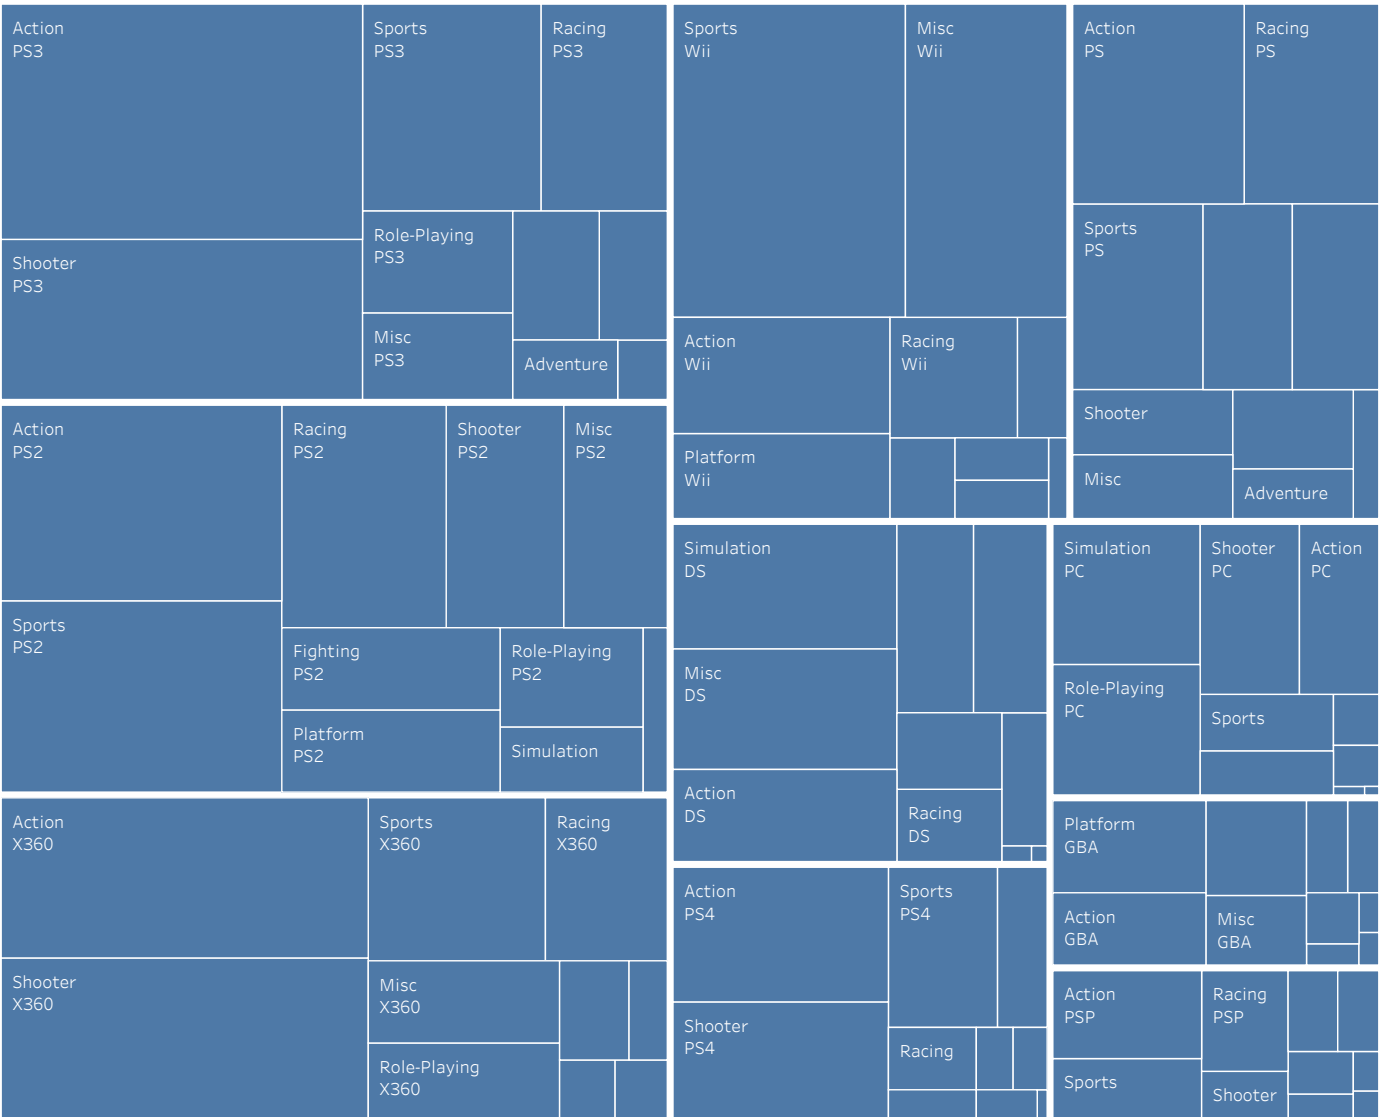 Action
PS3
Sports
PS3
Racing
PS3
Shooter
PS3
Role-Playing
PS3
Misc
PS3
Adventure
Action
PS2
Racing
PS2
Shooter
PS2
Misc
PS2
Sports
PS2
Fighting
PS2
Role-Playing
PS2
Platform
PS2
Simulation
Action
X360
Sports
X360
Racing
X360
Shooter
X360
Misc
X360
Role-Playing
X360
Sports
Wii
Misc
Wii
Action
Wii
Racing
Wii
Platform
Wii
Action
PS
Racing
PS
Sports
PS
Shooter
Misc
Adventure
Simulation
DS
Misc
DS
Action
DS
Racing
DS
Action
PS4
Sports
PS4
Shooter
PS4
Racing
Simulation
PC
Shooter
PC
Action
PC
Role-Playing
PC
Sports
Platform
GBA
Action
GBA
Misc
GBA
Action
PSP
Racing
PSP
Sports
Shooter